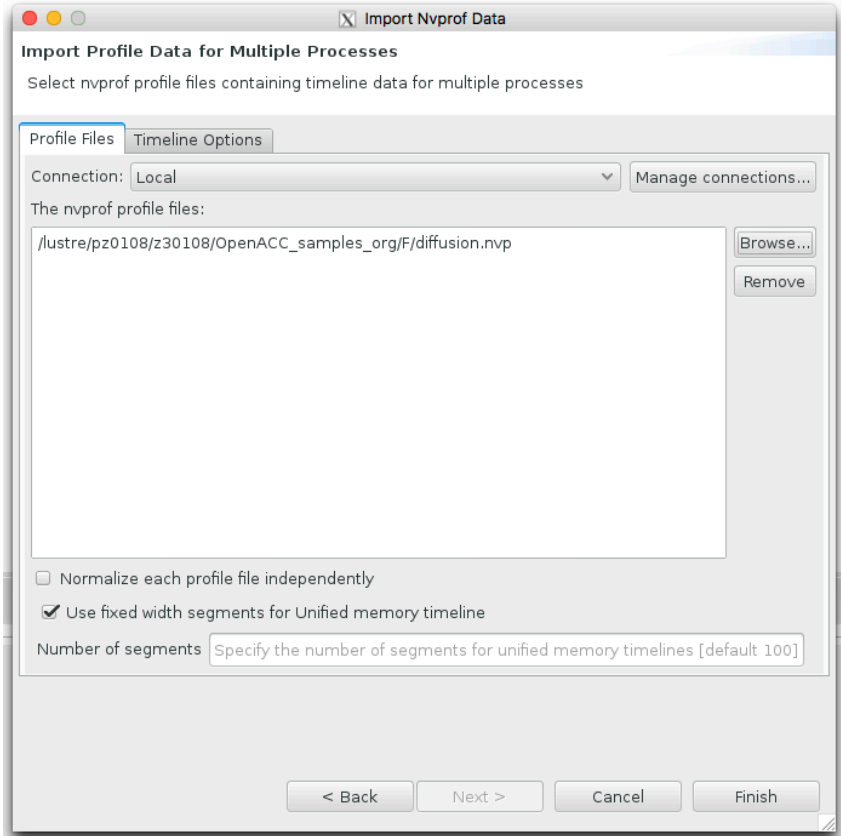 Import Nvprof Data
Import Profile Data for Multiple Processes
Select nvprof profile files containing timeline data for multiple processes
Profile Files Timeline Options
Connection: Local Manage connections...
The nvprof profile files:
/lustre/pz0108/z30108/OpenACC_samples_org/F/diffusion.nvp Browse...
Remove
Normalize each profile file independently
Use fixed width segments for Unified memory timeline
Number of segments Specify the number of segments for unified memory timelines [default 100]
< Back Next > Cancel Finish